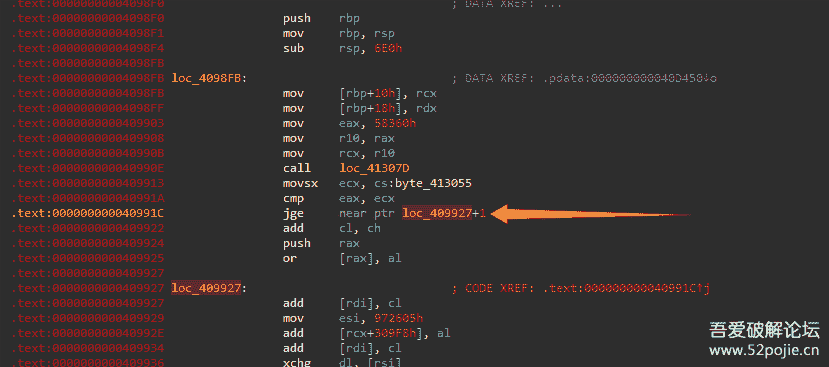 .text:00000000004098F0 ; DATA XREF: ...
.text:00000000004098F0 push rbp
.text:00000000004098F1 mov rbp, rsp
.text:00000000004098F4 sub rsp, 6E0h
.text:00000000004098FB
.text:00000000004098FB loc_4098FB: ; DATA XREF: .pdata:000000000040D450↓o
.text:00000000004098FB mov [rbp+10h], rcx
.text:00000000004098FF mov [rbp+18h], rdx
.text:0000000000409903 mov eax, 58360h
.text:0000000000409908 mov r10, rax
.text:000000000040990B mov rcx, r10
.text:000000000040990E call loc_41307D
.text:0000000000409913 movsx ecx, cs:byte_413055
.text:000000000040991A cmp eax, ecx
.text:000000000040991C jge near ptr loc_409927+1
.text:0000000000409922 add cl, ch
.text:0000000000409924 push rax
.text:0000000000409925 or [rax], al
.text:0000000000409927
.text:0000000000409927 loc_409927: ; CODE XREF: .text:000000000040991C↑j
.text:0000000000409927 add [rdi], cl
.text:0000000000409929 mov esi, 972605h
.text:000000000040992E add [rcx+309F8h], al
.text:0000000000409934 add [rdi], cl
.text:0000000000409936 xchg dl, [rsi]
吾爱破解论坛
www.52pojie.cn